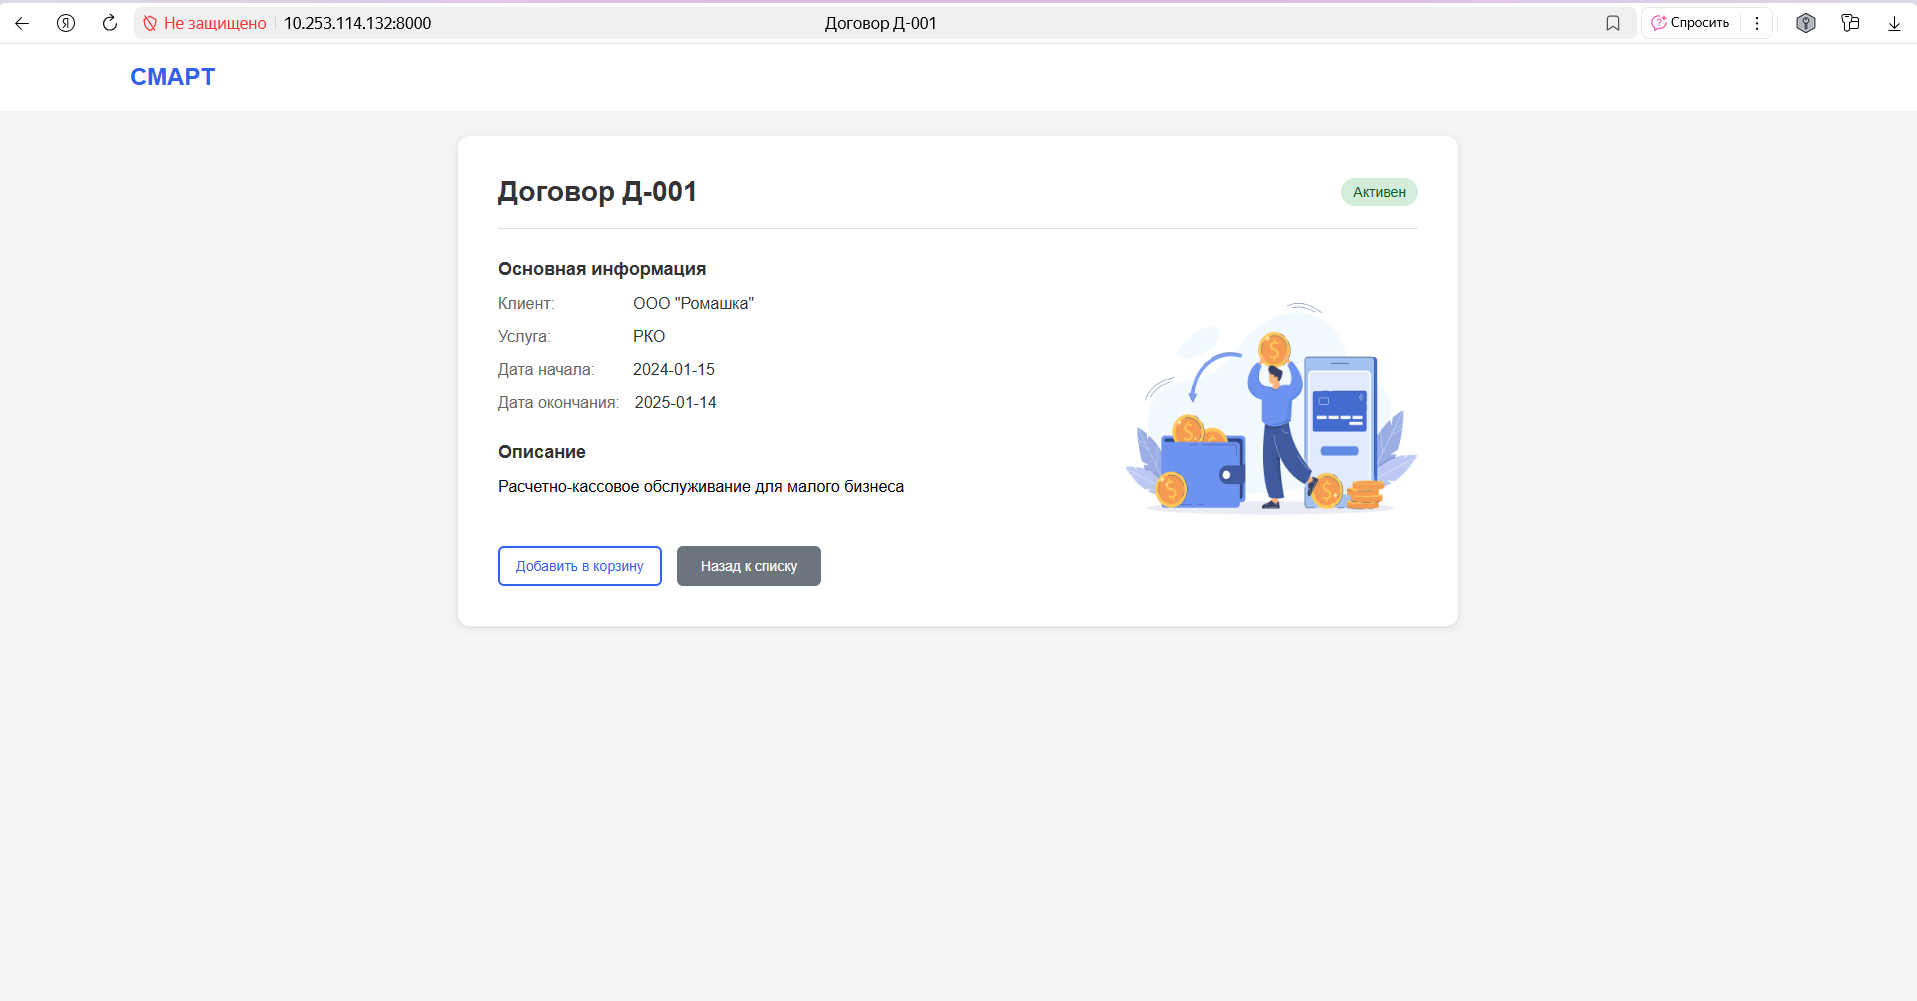 Не защищено 10.253.114.132:8000 Договор Д-001 Спросить
СМАРТ
Договор Д-001 Активен
Основная информация
Клиент: ООО "Ромашка"
Услуга: РКО
Дата начала: 2024-01-15
Дата окончания: 2025-01-14
Описание
Расчетно-кассовое обслуживание для малого бизнеса
Добавить в корзину Назад к списку